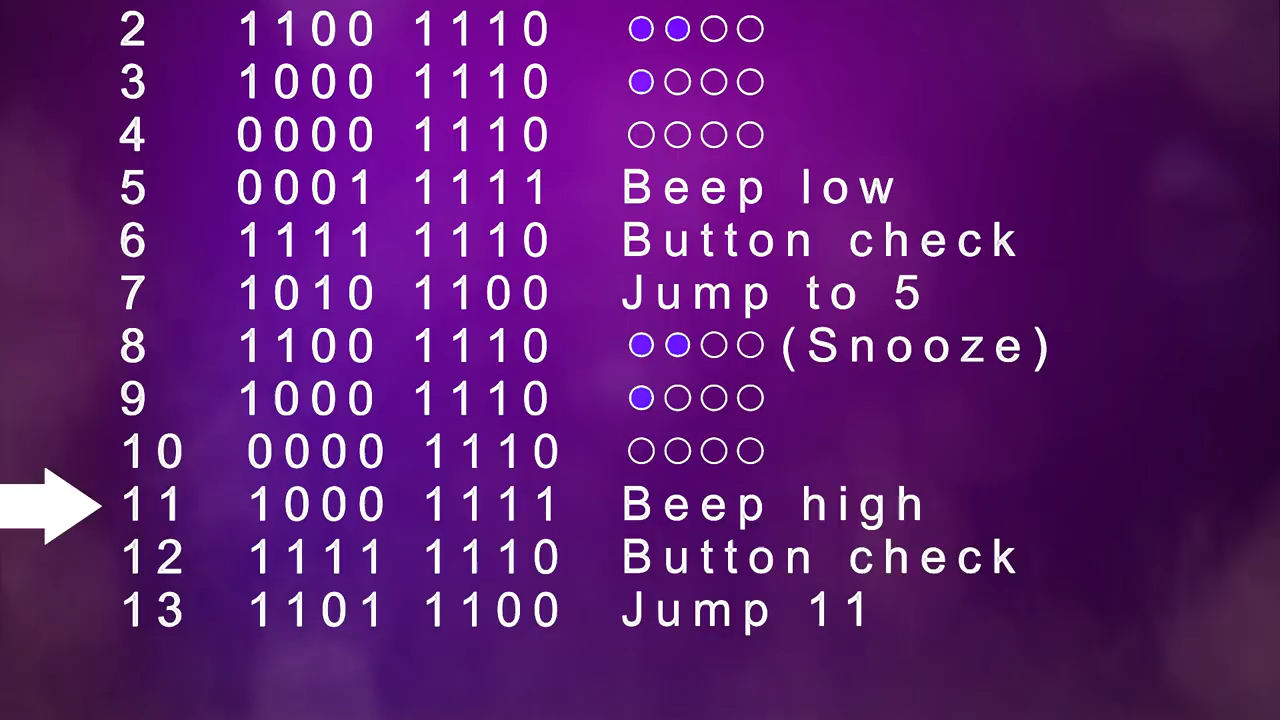 2 1100 1110 ●●○○
3 1000 1110 ●○○○
4 0000 1110 ○○○○
5 0001 1111 Beep low
6 1111 1110 Button check
7 1010 1100 Jump to 5
8 1100 1110 ●●○○ (Snooze)
9 1000 1110 ●○○○
10 0000 1110 ○○○○
11 1000 1111 Beep high
12 1111 1110 Button check
13 1101 1100 Jump 11